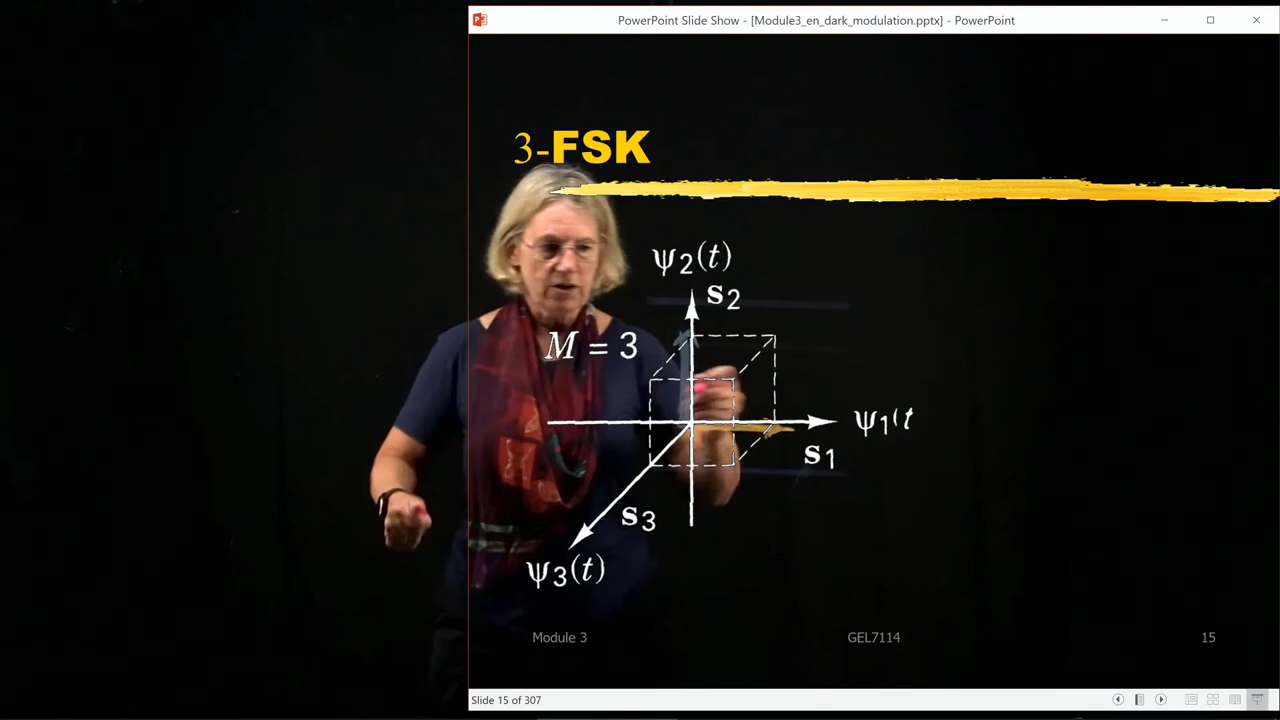 PowerPoint Slide Show - [Module3_en_dark_modulation.pptx] - PowerPoint
3-FSK
ψ2(t)
s2
M = 3
ψ1(t
s1
s3
ψ3(t)
Module 3
GEL7114
15
Slide 15 of 307